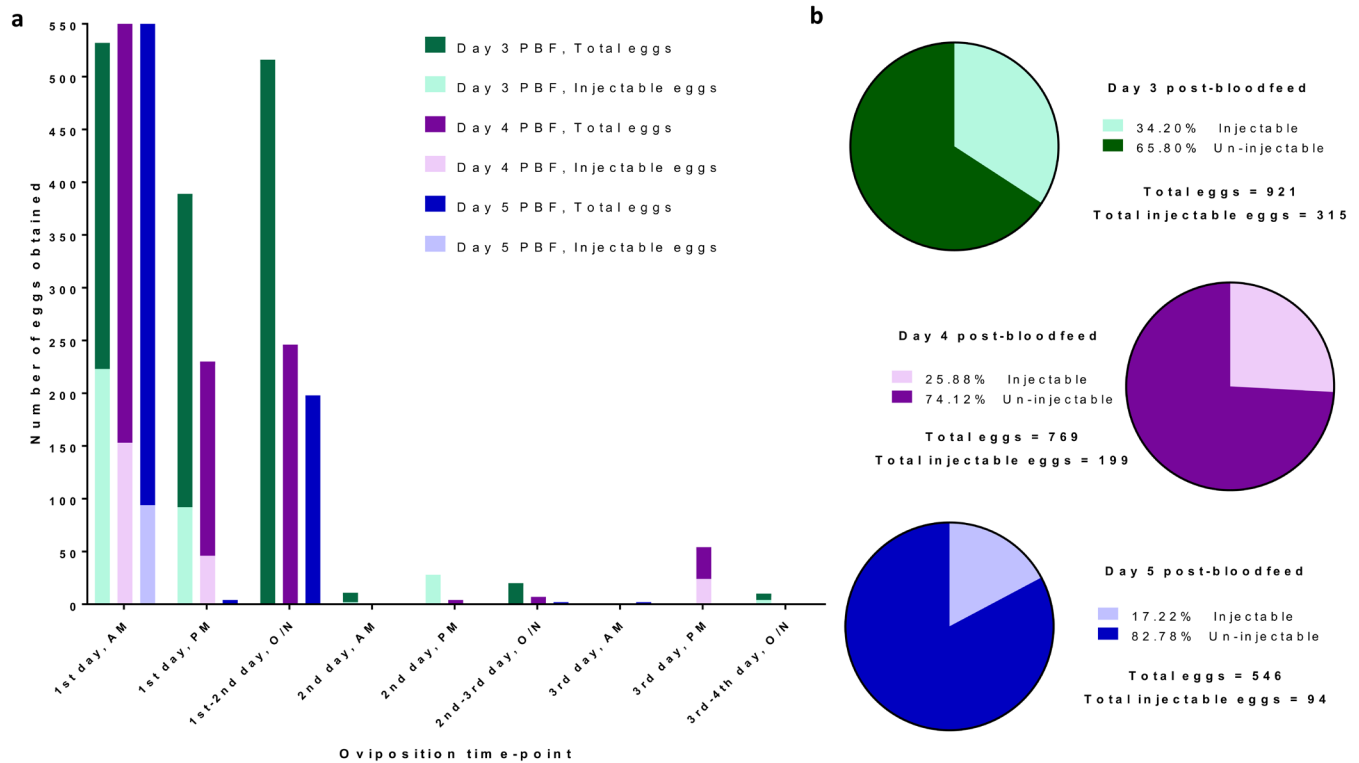 a
550
500
450
400
350
300
250
200
150
100
50
0
Number of eggs obtained
Day 3 PBF, Total eggs
Day 3 PBF, Injectable eggs
Day 4 PBF, Total eggs
Day 4 PBF, Injectable eggs
Day 5 PBF, Total eggs
Day 5 PBF, Injectable eggs
1st day, AM
1st day, PM
1st-2nd day, O/N
2nd day, AM
2nd day, PM
2nd-3rd day, O/N
3rd day, AM
3rd day, PM
3rd-4th day, O/N
Oviposition time-point
b
Day 3 post-bloodfeed
34.20% Injectable
65.80% Un-injectable
Total eggs = 921
Total injectable eggs = 315
Day 4 post-bloodfeed
25.88% Injectable
74.12% Un-injectable
Total eggs = 769
Total injectable eggs = 199
Day 5 post-bloodfeed
17.22% Injectable
82.78% Un-injectable
Total eggs = 546
Total injectable eggs = 94